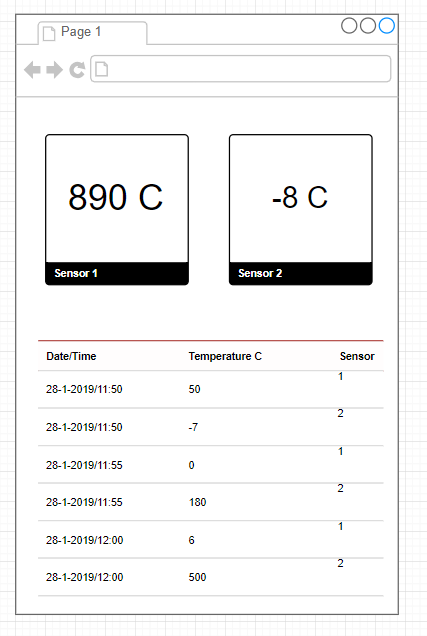 Page 1
890 C
-8 C
Sensor 1
Sensor 2
Date/Time Temperature C Sensor
28-1-2019/11:50 50 1
28-1-2019/11:50 -7 2
28-1-2019/11:55 0 1
28-1-2019/11:55 180 2
28-1-2019/12:00 6 1
28-1-2019/12:00 500 2